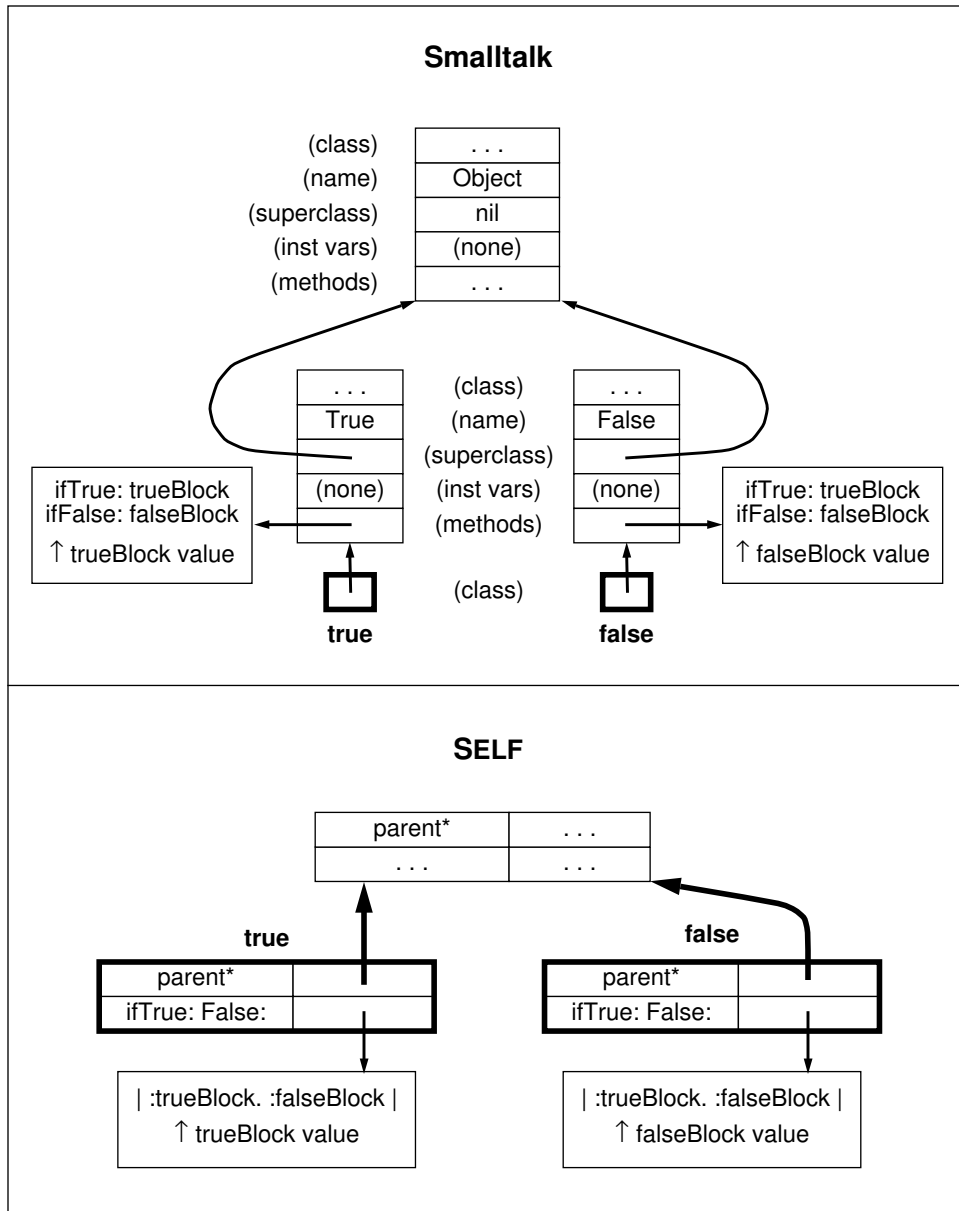 Smalltalk
(class) . . .
(name) Object
(superclass) nil
(inst vars) (none)
(methods) . . .
. . . (class) . . .
True (name) False
(superclass)
(none) (inst vars) (none)
(methods)
ifTrue: trueBlock
ifFalse: falseBlock
↑ trueBlock value
ifTrue: trueBlock
ifFalse: falseBlock
↑ falseBlock value
(class)
true false
SELF
parent* . . .
. . . . . .
true
parent*
ifTrue: False:
| :trueBlock. :falseBlock |
↑ trueBlock value
false
parent*
ifTrue: False:
| :trueBlock. :falseBlock |
↑ falseBlock value